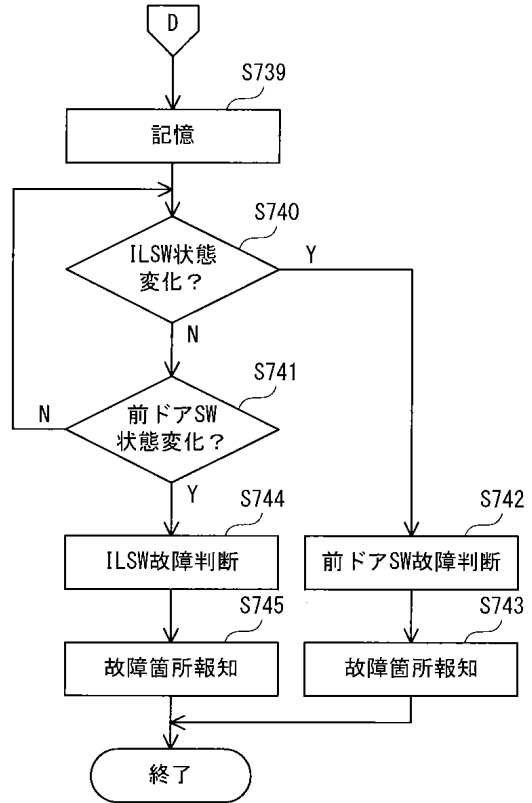 D
S739
記憶
S740
ILSW状態
変化？
Y
N
S741
前ドアSW
状態変化？
N
Y
S744
ILSW故障判断
S742
前ドアSW故障判断
S745
故障箇所報知
S743
故障箇所報知
終了